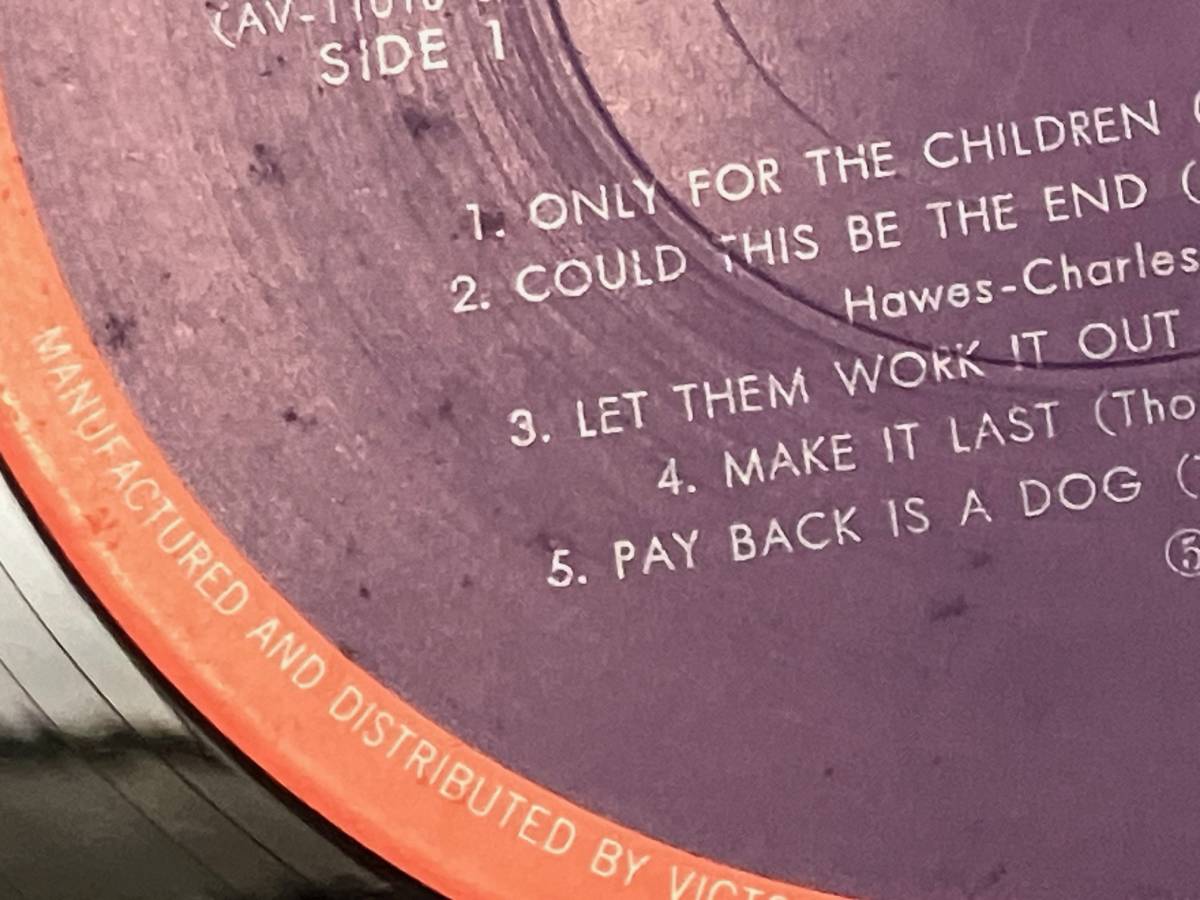 SIDE 1
1. ONLY FOR THE CHILDREN (
2. COULD THIS BE THE END (
Hawes-Charles
3. LET THEM WORK IT OUT
4. MAKE IT LAST (Tho
5. PAY BACK IS A DOG (
⑤
MANUFACTURED AND DISTRIBUTED BY